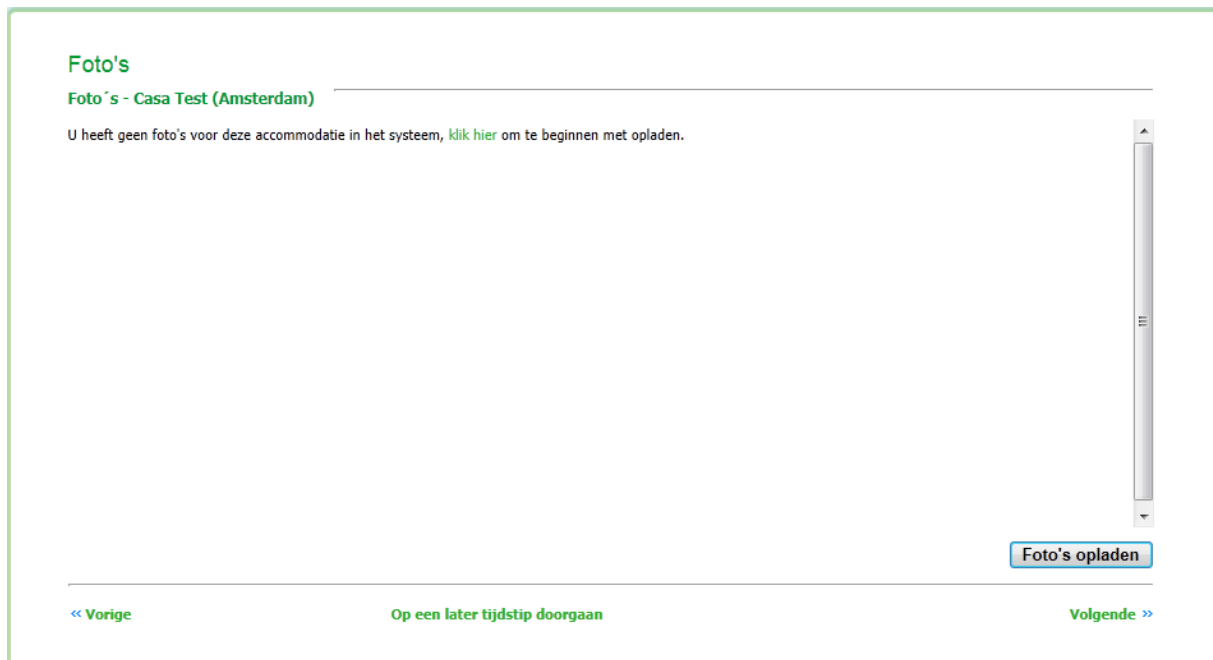 Foto's
Foto´s - Casa Test (Amsterdam)
U heeft geen foto's voor deze accommodatie in het systeem, klik hier om te beginnen met opladen.
Foto's opladen
« Vorige Op een later tijdstip doorgaan Volgende »